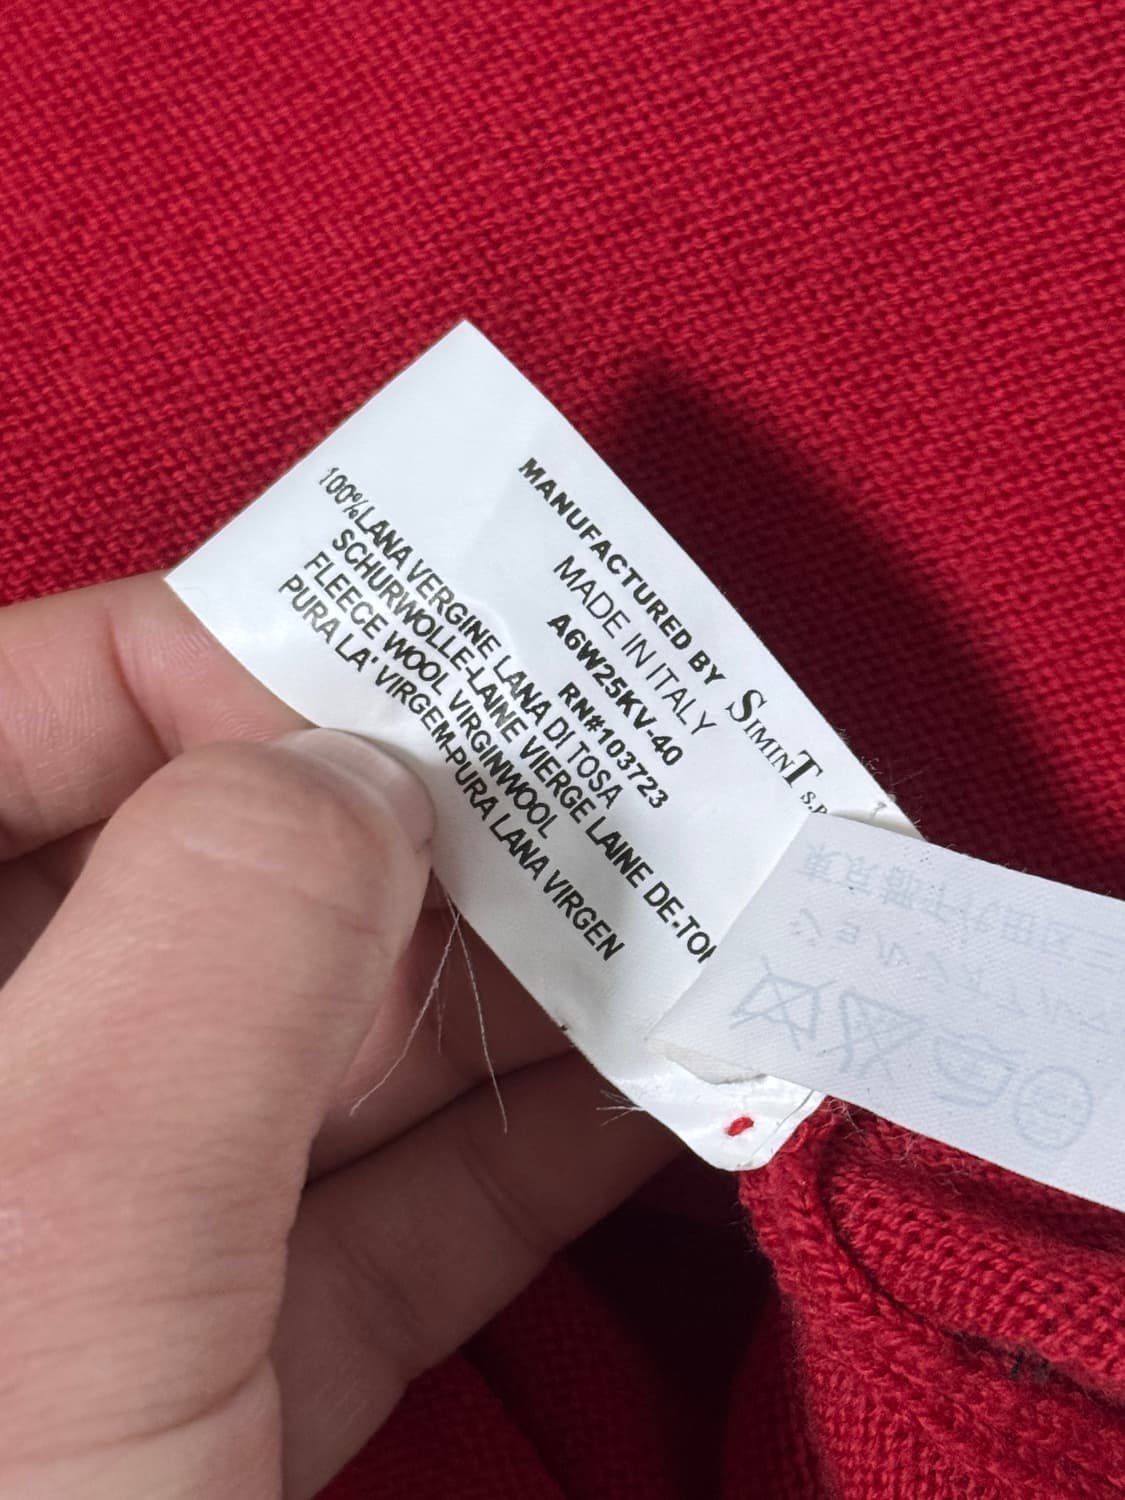 MANUFACTURED BY SIMINT S.P.
MADE IN ITALY
A6W25KV-40
RN#103723
100%LANA VERGINE LANA DI TOSA
SCHURWOLLE-LAINE VIERGE LAINE DE-TO
FLEECE WOOL VIRGINWOOL
PURA LA' VIRGEM-PURA LANA VIRGEN